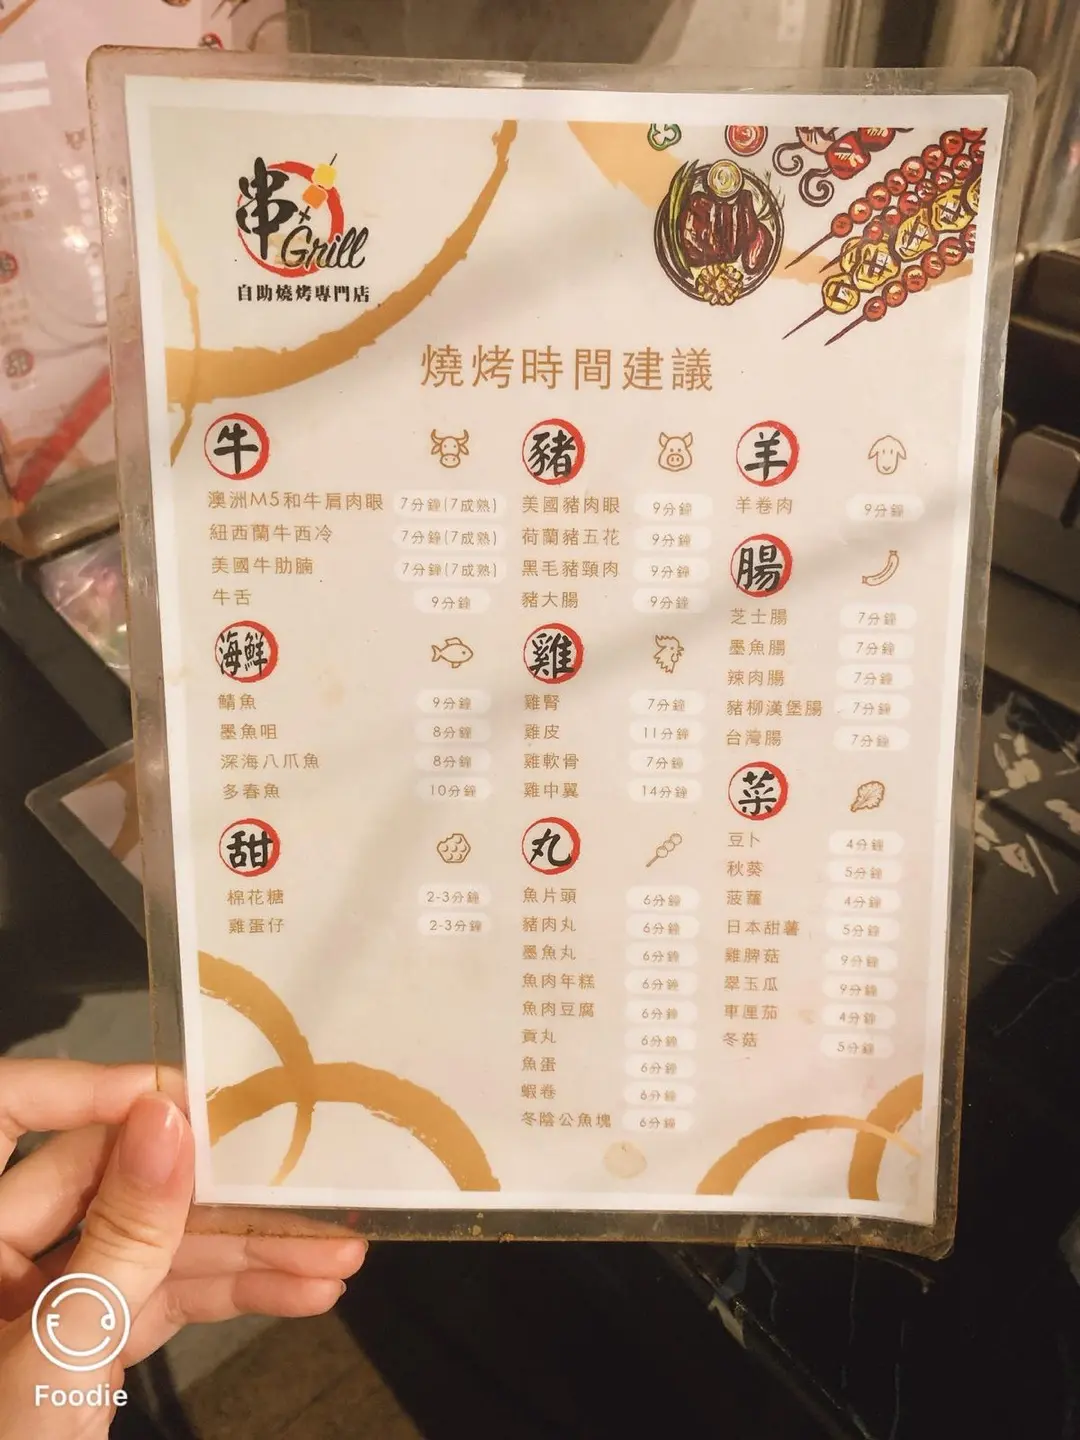 串+Grill
自助燒烤專門店
燒烤時間建議
牛
澳洲M5和牛肩肉眼 7分鐘(7成熟)
紐西蘭牛西冷 7分鐘(7成熟)
美國牛肋腩 7分鐘(7成熟)
牛舌 9分鐘
海鮮
鯖魚 9分鐘
墨魚咀 8分鐘
深海八爪魚 8分鐘
多春魚 10分鐘
甜
棉花糖 2-3分鐘
雞蛋仔 2-3分鐘
豬
美國豬肉眼 9分鐘
荷蘭豬五花 9分鐘
黑毛豬頸肉 9分鐘
豬大腸 9分鐘
雞
雞腎 7分鐘
雞皮 11分鐘
雞軟骨 7分鐘
雞中翼 14分鐘
丸
魚片頭 6分鐘
豬肉丸 6分鐘
墨魚丸 6分鐘
魚肉年糕 6分鐘
魚肉豆腐 6分鐘
貢丸 6分鐘
魚蛋 6分鐘
蝦卷 6分鐘
冬陰公魚塊 6分鐘
羊
羊卷肉 9分鐘
腸
芝士腸 7分鐘
墨魚腸 7分鐘
辣肉腸 7分鐘
豬柳漢堡腸 7分鐘
台灣腸 7分鐘
菜
豆卜 4分鐘
秋葵 5分鐘
菠蘿 4分鐘
日本甜薯 5分鐘
雞脾菇 9分鐘
翠玉瓜 9分鐘
車厘茄 4分鐘
冬菇 5分鐘
Foodie